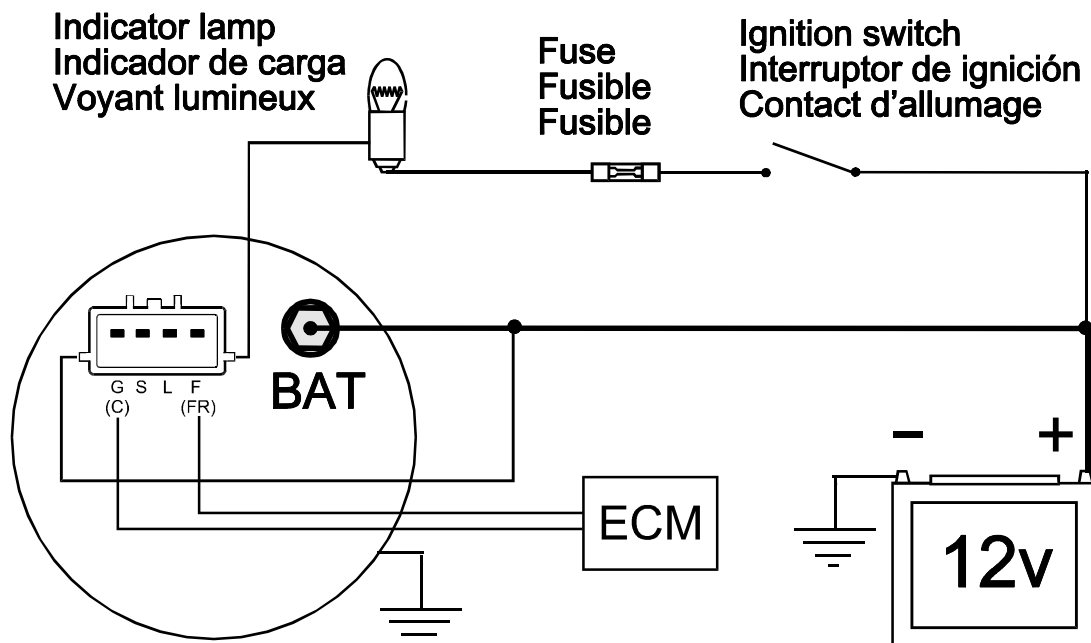 Indicator lamp
Indicador de carga
Voyant lumineux
Fuse
Fusible
Fusible
Ignition switch
Interruptor de ignición
Contact d'allumage
G S L F
(C) (FR)
BAT
ECM
- +
12v